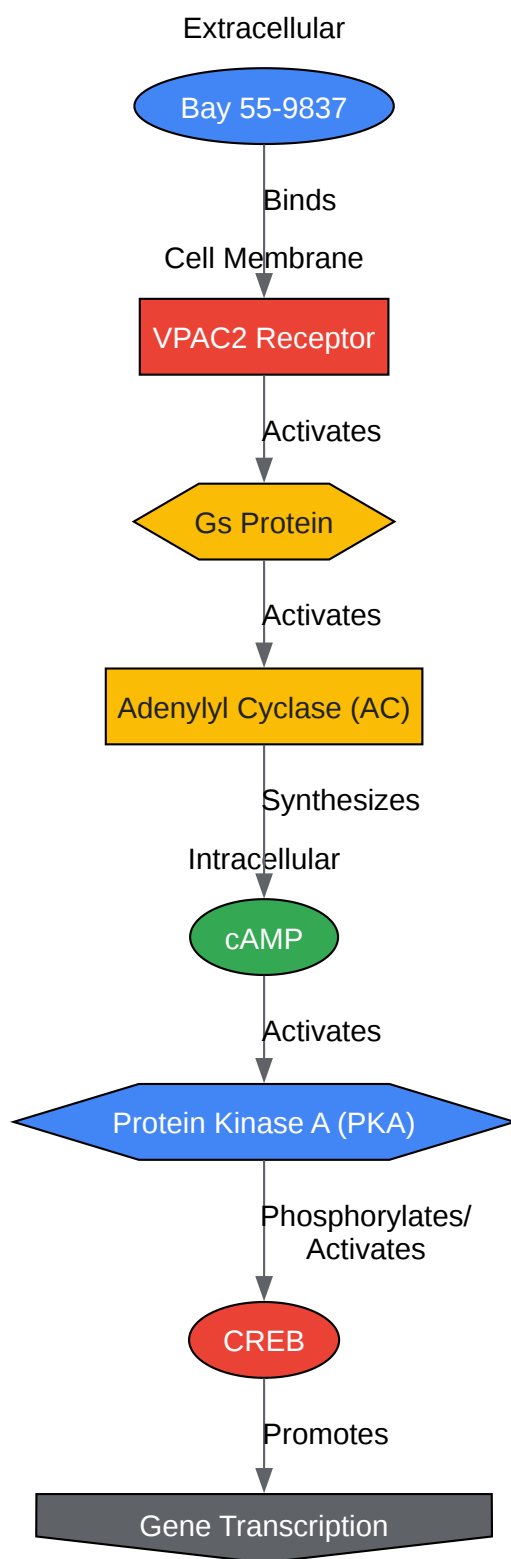 Extracellular
Bay 55-9837
Binds
Cell Membrane
VPAC2 Receptor
Activates
Gs Protein
Activates
Adenylyl Cyclase (AC)
Synthesizes
Intracellular
cAMP
Activates
Protein Kinase A (PKA)
Phosphorylates/
Activates
CREB
Promotes
Gene Transcription